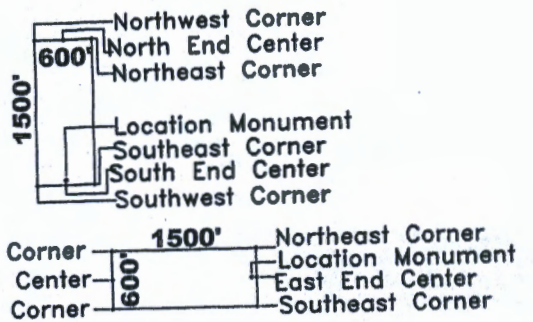 Northwest Corner
North End Center
600'
Northeast Corner
1500'
Location Monument
Southeast Corner
South End Center
Southwest Corner
1500'
Northeast Corner
Corner
Location Monument
Center
600'
East End Center
Corner
Southeast Corner